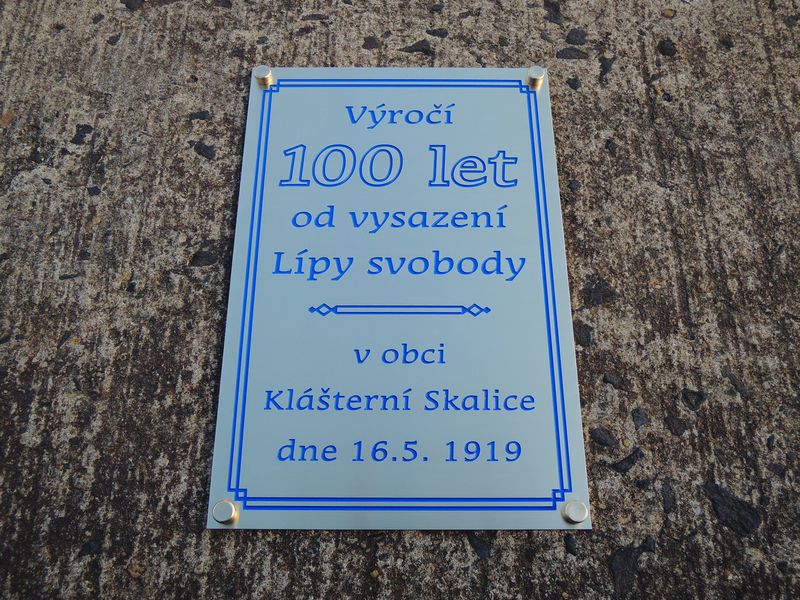 Výročí
100 let
od vysazení
Lípy svobody
v obci
Klášterní Skalice
dne 16.5. 1919